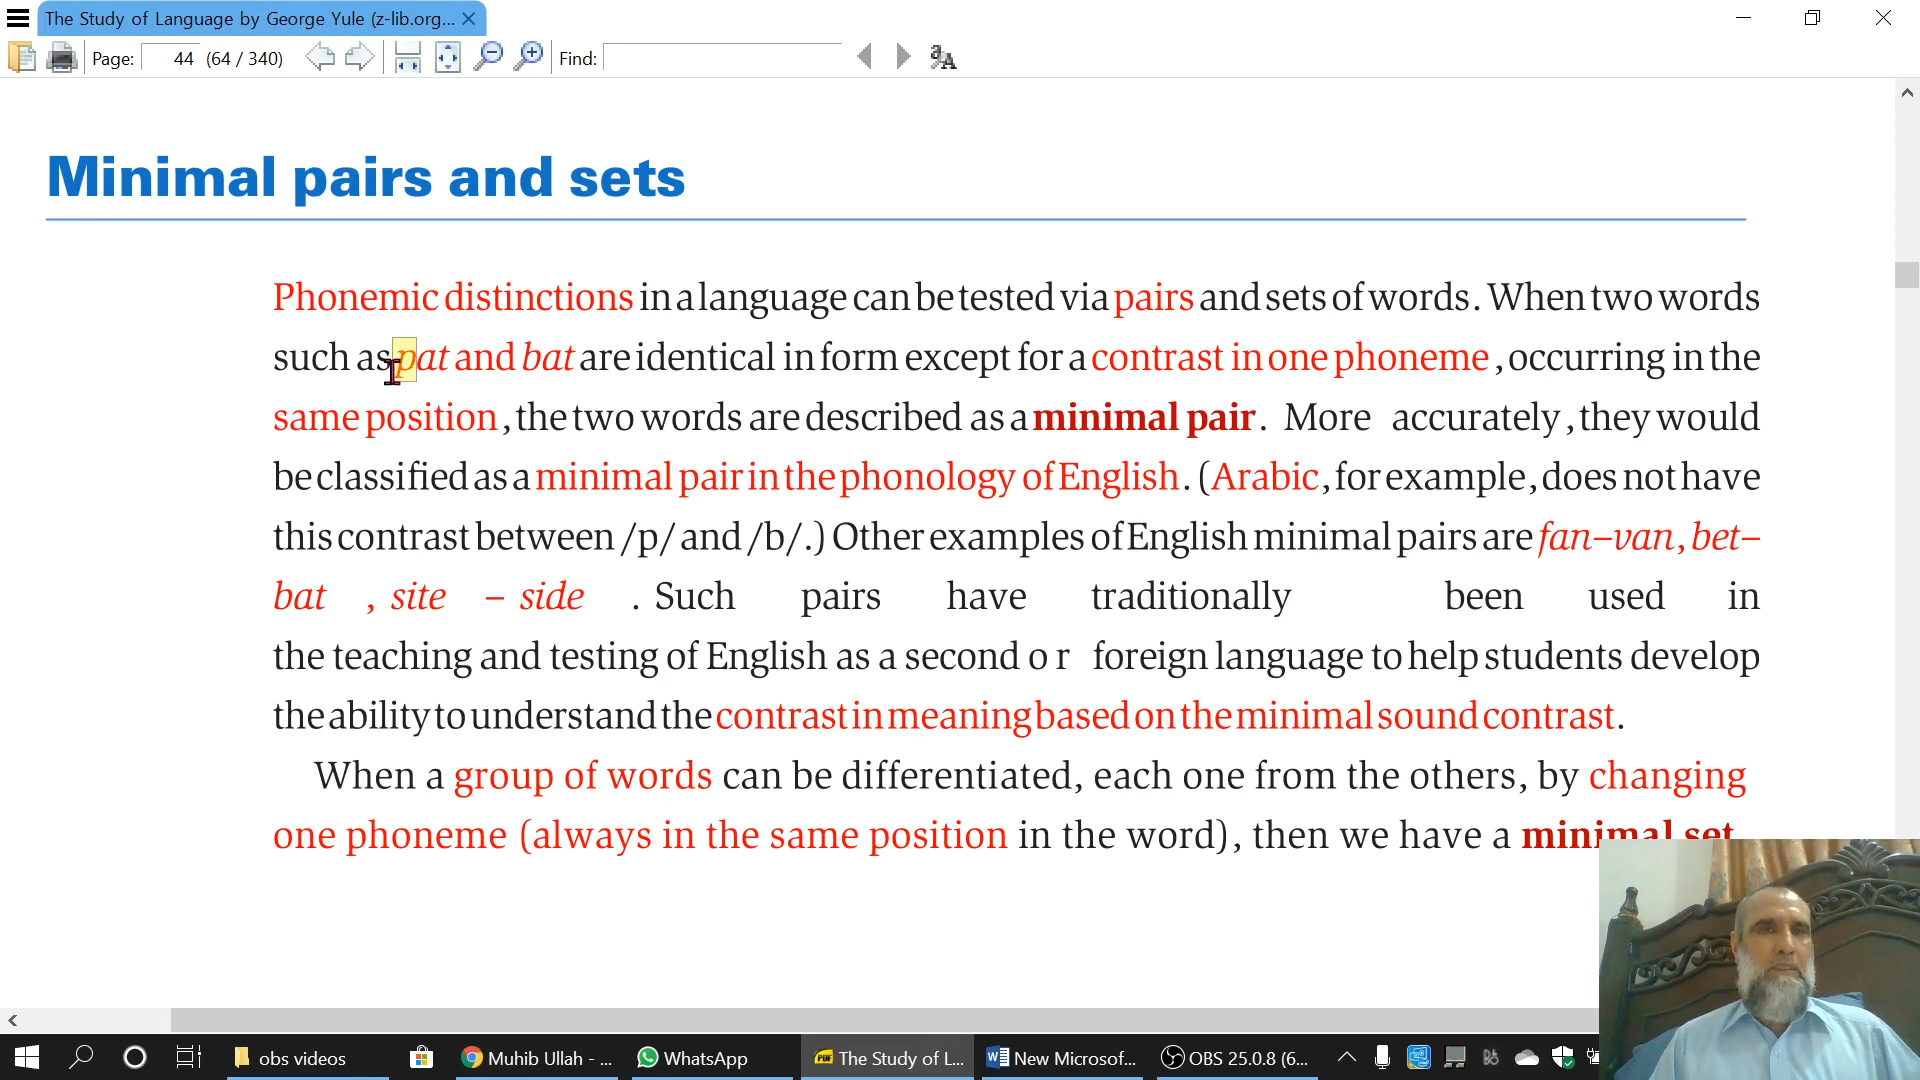 The Study of Language by George Yule (z-lib.org...
Page: 44 (64 / 340) Find:
Minimal pairs and sets
Phonemic distinctions in a language can be tested via pairs and sets of words. When two words
such as pat and bat are identical in form except for a contrast in one phoneme, occurring in the
same position, the two words are described as a minimal pair. More accurately, they would
be classified as a minimal pair in the phonology of English. (Arabic, for example, does not have
this contrast between /p/ and /b/.) Other examples of English minimal pairs are fan–van, bet–
bat, site – side. Such pairs have traditionally been used in
the teaching and testing of English as a second or foreign language to help students develop
the ability to understand the contrast in meaning based on the minimal sound contrast.
When a group of words can be differentiated, each one from the others, by changing
one phoneme (always in the same position in the word), then we have a minimal set.
obs videos Muhib Ullah - ... WhatsApp The Study of L... New Microsof... OBS 25.0.8 (6...